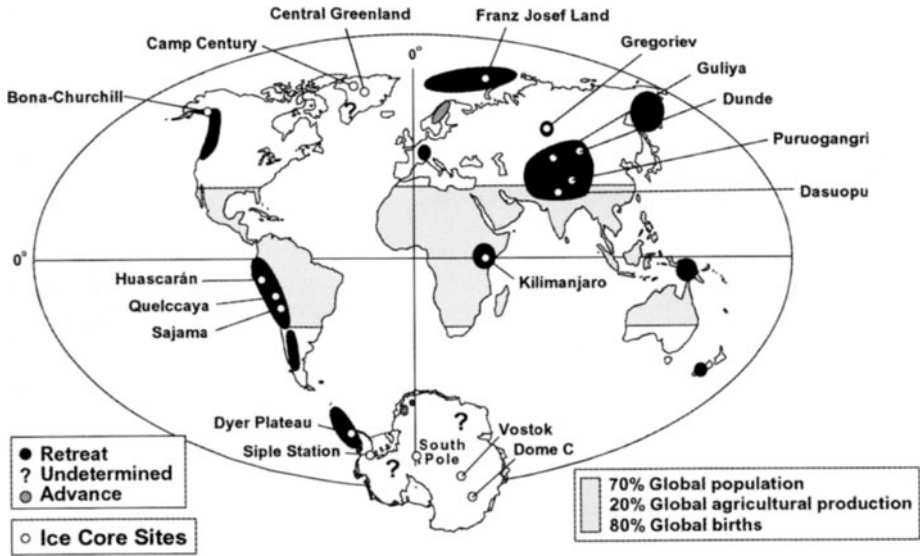 Central Greenland
Franz Josef Land
Camp Century
0°
Gregoriev
Bona-Churchill
Guliya
Dunde
?
Puruogangri
Dasuopu
0°
Huascarán
Kilimanjaro
Quelccaya
Sajama
Dyer Plateau
?
Vostok
Siple Station
South
Pole
Dome C
?
Retreat
? Undetermined
Advance
Ice Core Sites
70% Global population
20% Global agricultural production
80% Global births